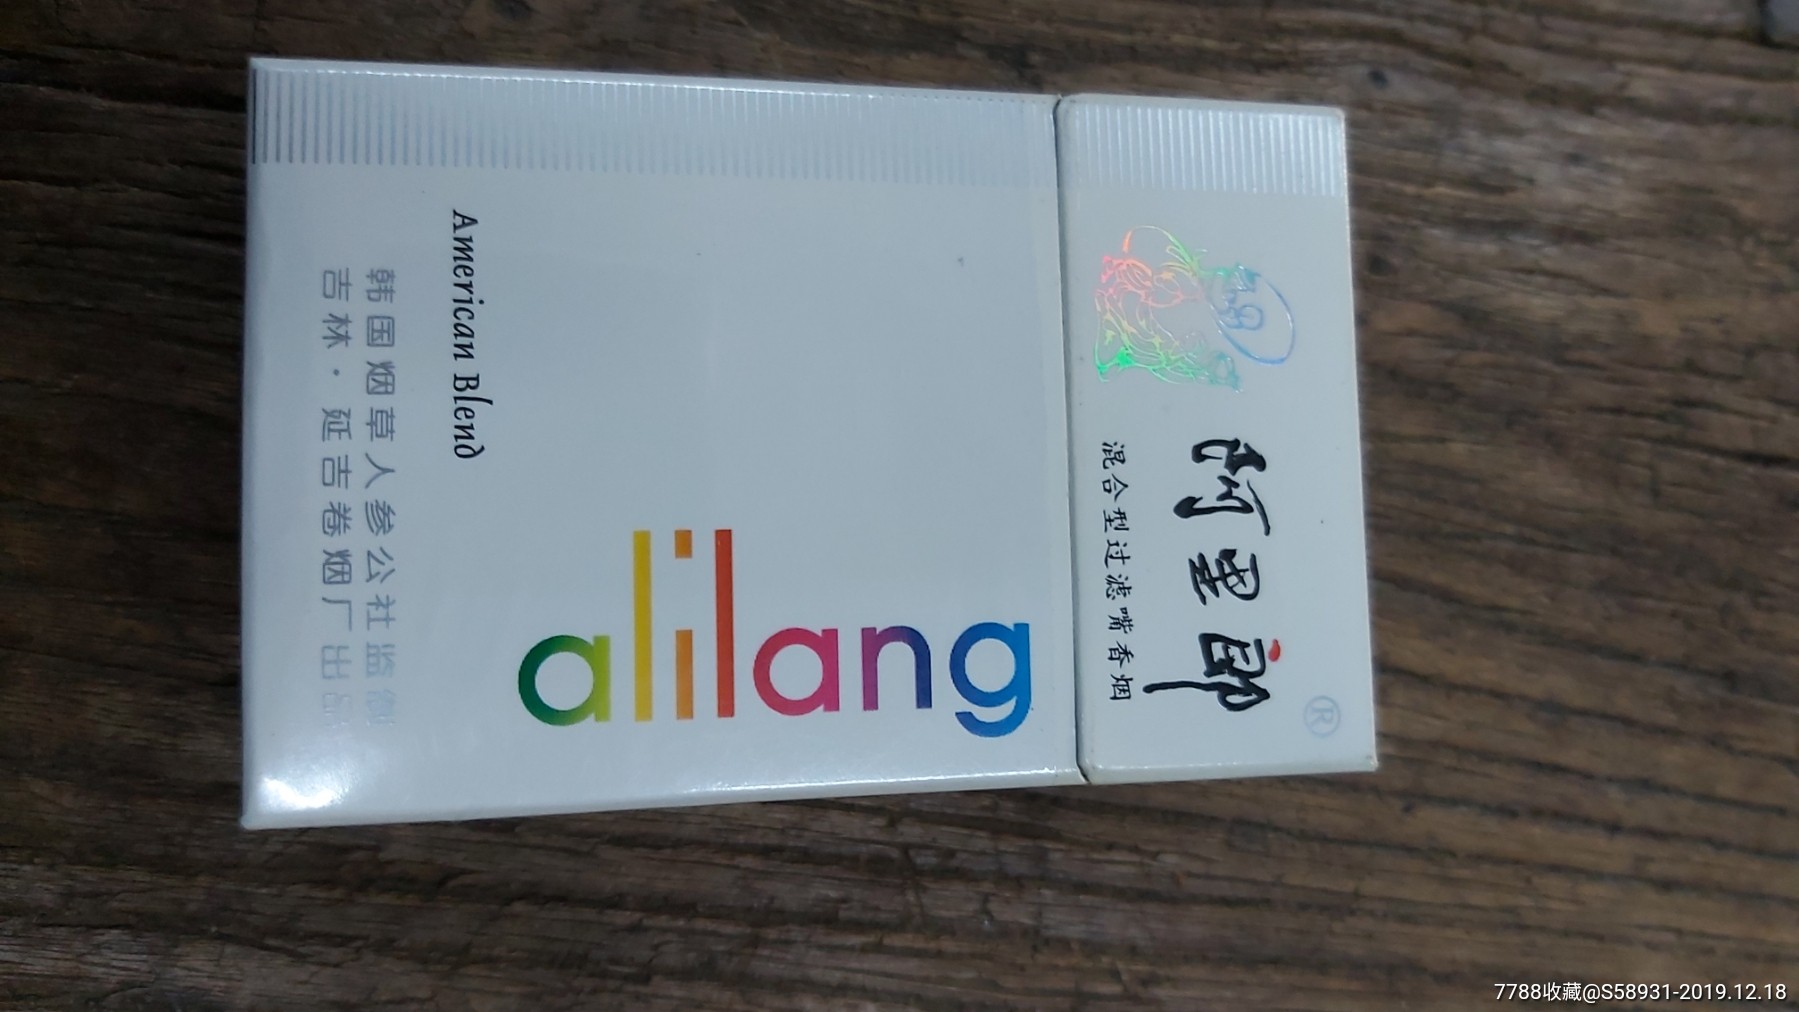 阿里郎
®
混合型过滤嘴香烟
alilang
American Blend
韩国烟草人参公社监制
吉林·延吉卷烟厂出品
7788收藏@S58931-2019.12.18